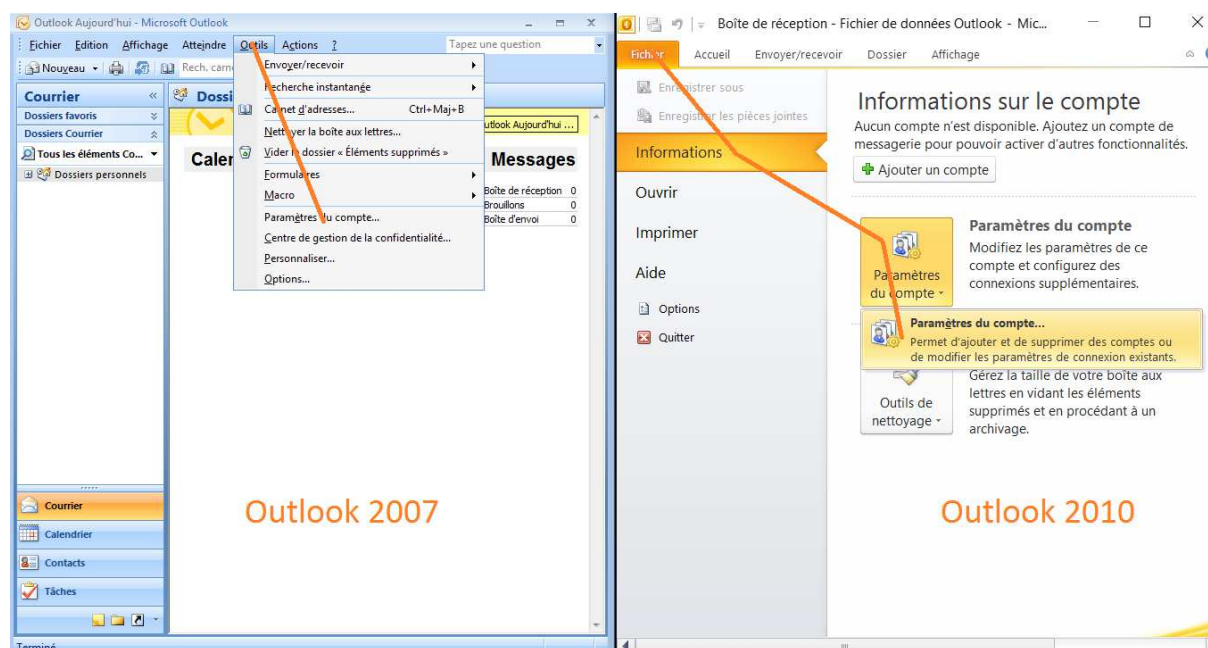 Outlook Aujourd'hui - Microsoft Outlook
Fichier Edition Affichage Atteindre Outils Actions ?
Tapez une question
Nouveau
Rech.
Envoyer/recevoir
Recherche instantanée
Carnet d'adresses... Ctrl+Maj+B
Nettoyer la boîte aux lettres...
Vider le dossier « Éléments supprimés »
Formulaires
Macro
Paramètres du compte...
Centre de gestion de la confidentialité...
Personnaliser...
Options...
Courrier «
Dossiers favoris
Dossiers Courrier
Tous les éléments Co...
Dossiers personnels
Messages
Boîte de réception 0
Brouillons 0
Boîte d'envoi 0
Outlook 2007
Courrier
Calendrier
Contacts
Tâches
Terminé
Boîte de réception - Fichier de données Outlook - Mic...
Fichier Accueil Envoyer/recevoir Dossier Affichage
Enregistrer sous
Enregistrer les pièces jointes
Informations
Ouvrir
Imprimer
Aide
Options
Quitter
Informations sur le compte
Aucun compte n'est disponible. Ajoutez un compte de
messagerie pour pouvoir activer d'autres fonctionnalités.
Ajouter un compte
Paramètres
du compte
Paramètres du compte
Modifiez les paramètres de ce
compte et configurez des
connexions supplémentaires.
Paramètres du compte...
Permet d'ajouter et de supprimer des comptes ou
de modifier les paramètres de connexion existants.
Outils de
nettoyage
Gérez la taille de votre boîte aux
lettres en vidant les éléments
supprimés et en procédant à un
archivage.
Outlook 2010